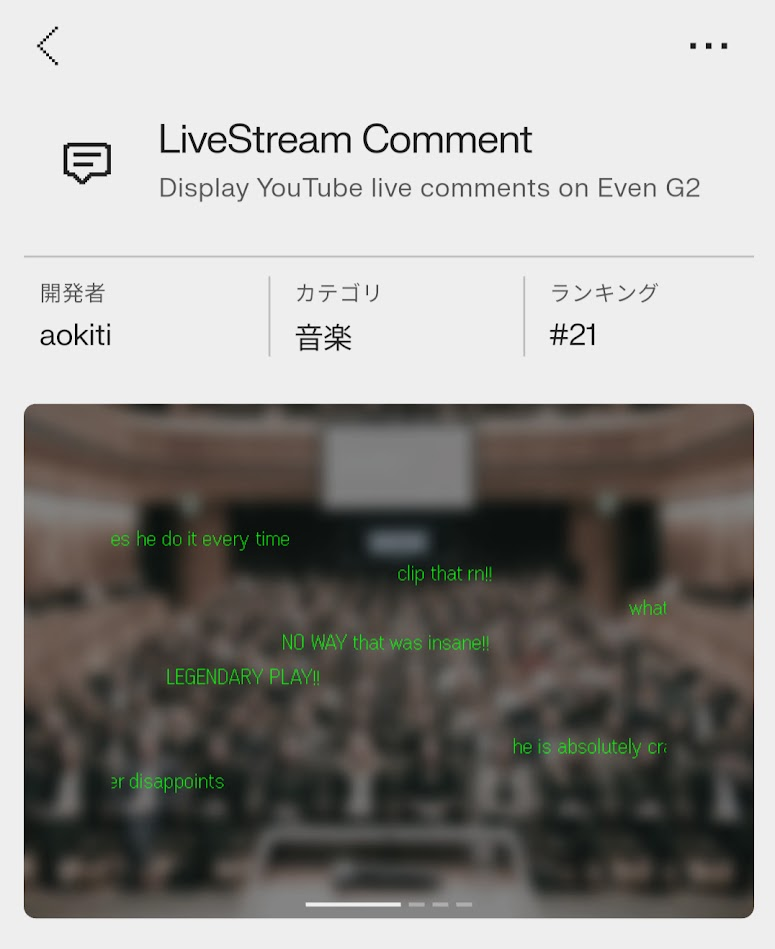 LiveStream Comment
Display YouTube live comments on Even G2
開発者
aokiti
カテゴリ
音楽
ランキング
#21
es he do it every time
clip that rn!!
what
NO WAY that was insane!!
LEGENDARY PLAY!!
he is absolutely cra
er disappoints